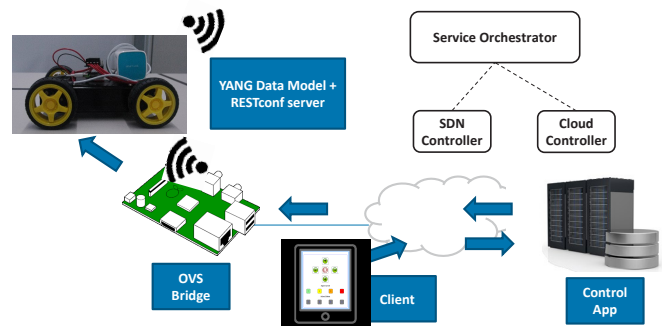 Service Orchestrator
YANG Data Model +
RESTconf server
SDN
Controller
Cloud
Controller
OVS
Bridge
Client
Control
App